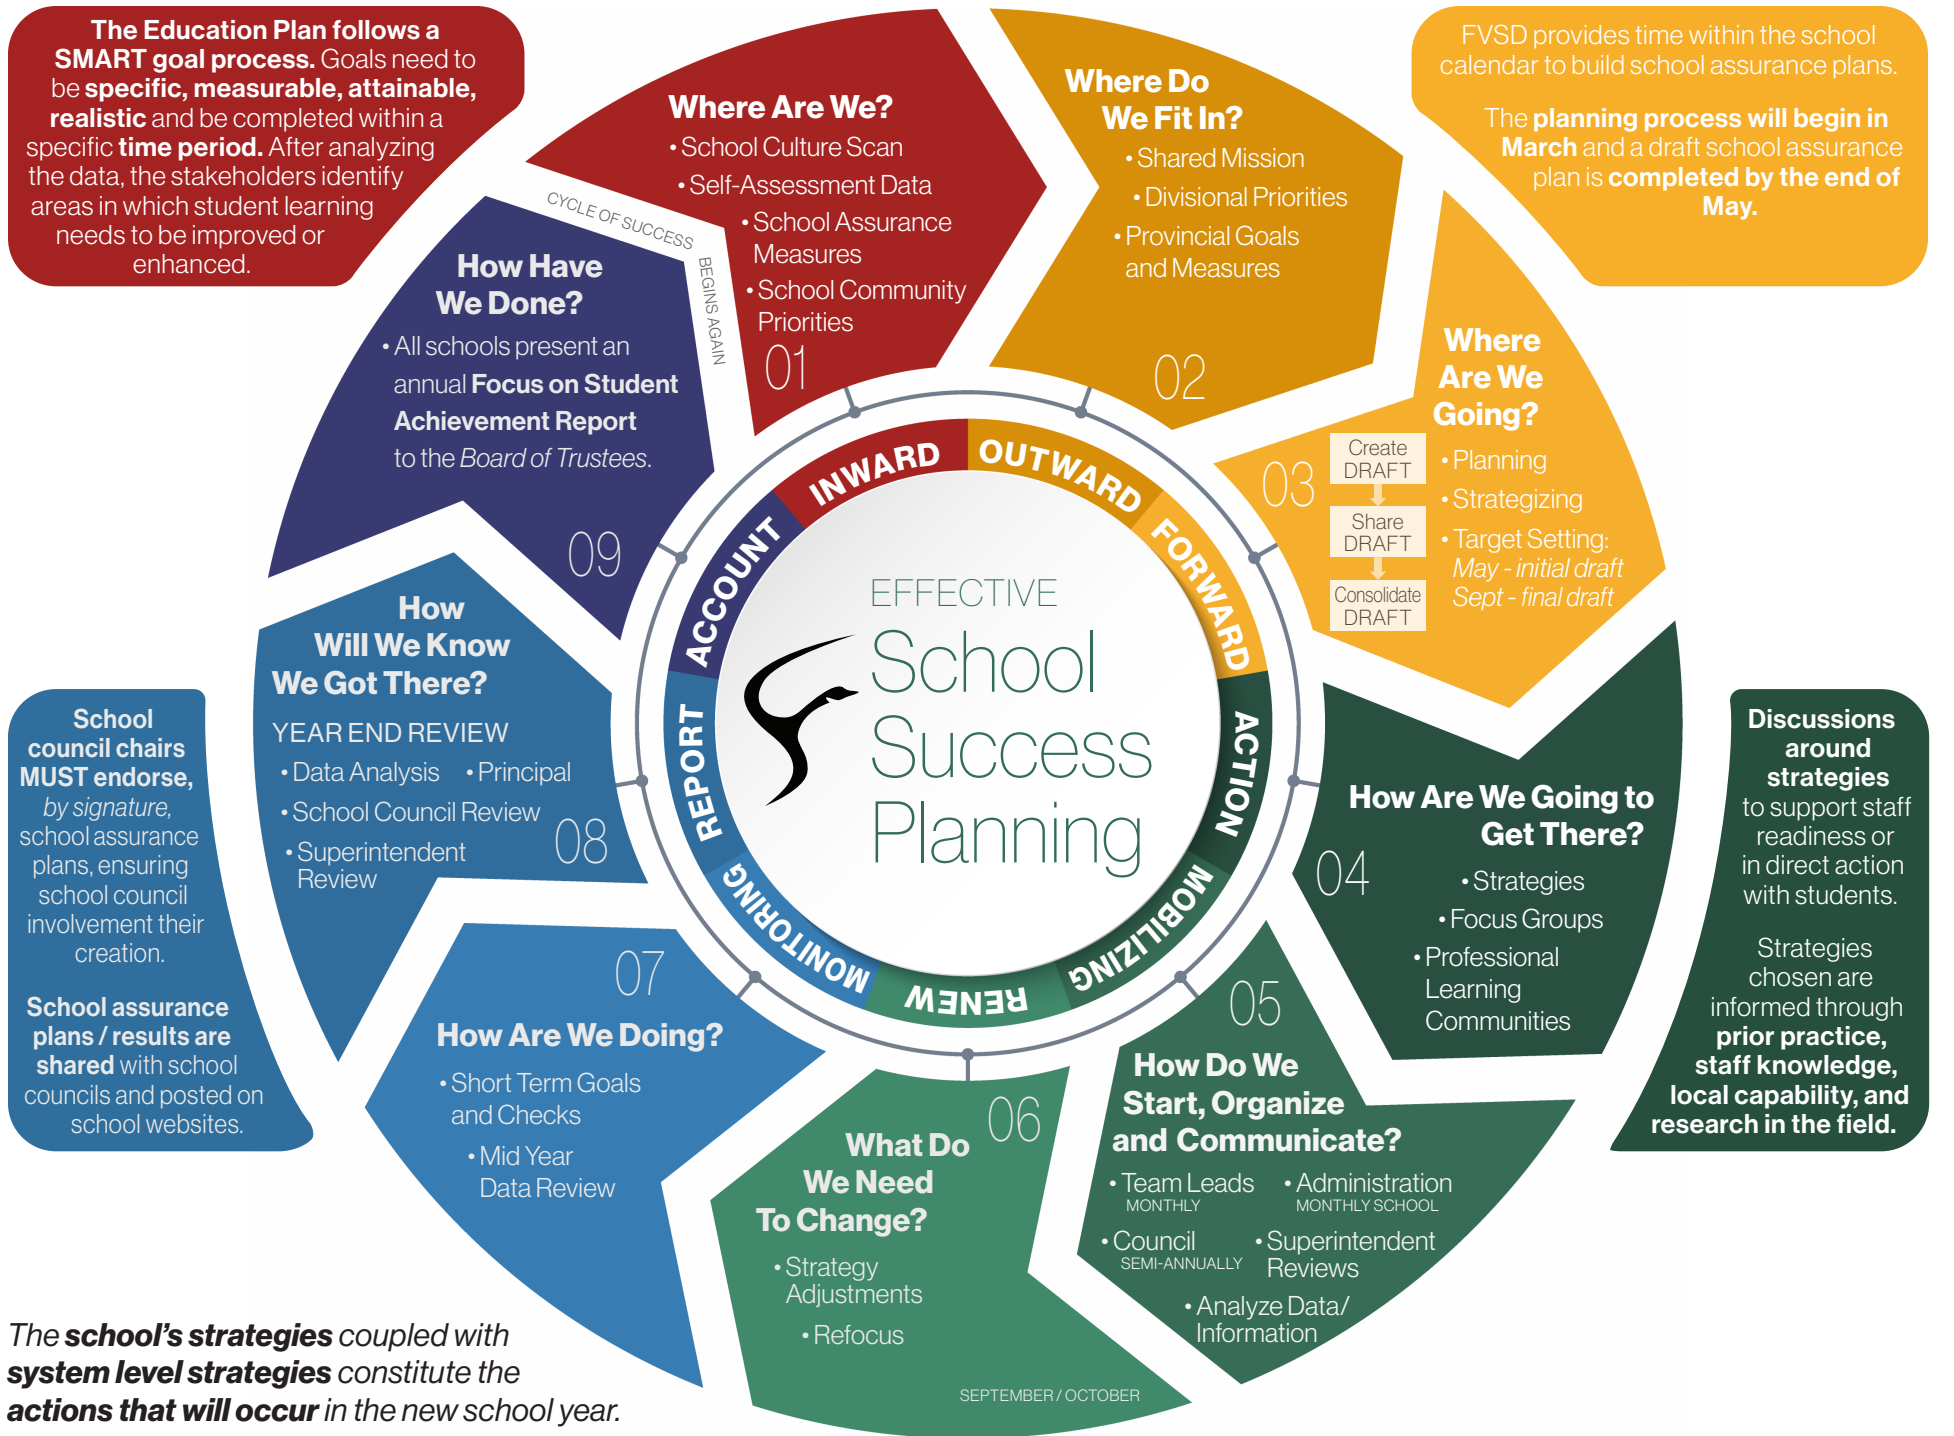 The Education Plan follows a
SMART goal process. Goals need to
be specific, measurable, attainable,
realistic and be completed within a
specific time period. After analyzing
the data, the stakeholders identify
areas in which student learning
needs to be improved or
enhanced.
FVSD provides time within the school
calendar to build school assurance plans.
The planning process will begin in
March and a draft school assurance
plan is completed by the end of
May.
Where Are We?
• School Culture Scan
• Self-Assessment Data
• School Assurance
Measures
• School Community
Priorities
01
Where Do
We Fit In?
• Shared Mission
• Divisional Priorities
• Provincial Goals
and Measures
02
Where
Are We
Going?
03
Create
DRAFT
Share
DRAFT
Consolidate
DRAFT
• Planning
• Strategizing
• Target Setting:
May - initial draft
Sept - final draft
How Are We Going to
Get There?
04
• Strategies
• Focus Groups
• Professional
Learning
Communities
Discussions
around
strategies
to support staff
readiness or
in direct action
with students.
Strategies
chosen are
informed through
prior practice,
staff knowledge,
local capability, and
research in the field.
05
How Do We
Start, Organize
and Communicate?
• Team Leads
MONTHLY
• Administration
MONTHLY SCHOOL
• Council
SEMI-ANNUALLY
• Superintendent
Reviews
• Analyze Data/
Information
06
What Do
We Need
To Change?
• Strategy
Adjustments
• Refocus
SEPTEMBER / OCTOBER
07
How Are We Doing?
• Short Term Goals
and Checks
• Mid Year
Data Review
How
Will We Know
We Got There?
YEAR END REVIEW
• Data Analysis • Principal
• School Council Review
• Superintendent
Review
08
School
council chairs
MUST endorse,
by signature,
school assurance
plans, ensuring
school council
involvement their
creation.
School assurance
plans / results are
shared with school
councils and posted on
school websites.
How Have
We Done?
• All schools present an
annual Focus on Student
Achievement Report
to the Board of Trustees.
09
CYCLE OF SUCCESS
BEGINS AGAIN
INWARD
OUTWARD
FORWARD
ACTION
MOBILIZING
RENEW
MONITORING
REPORT
ACCOUNT
EFFECTIVE
School
Success
Planning
The school's strategies coupled with
system level strategies constitute the
actions that will occur in the new school year.